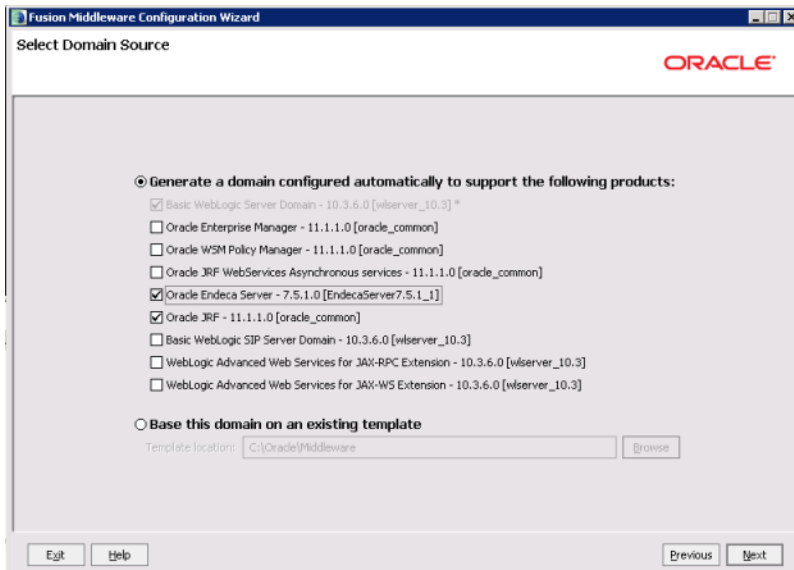 Fusion Middleware Configuration Wizard
Select Domain Source
ORACLE
Generate a domain configured automatically to support the following products:
Basic WebLogic Server Domain - 10.3.6.0 [wlserver_10.3] *
Oracle Enterprise Manager - 11.1.1.0 [oracle_common]
Oracle WSM Policy Manager - 11.1.1.0 [oracle_common]
Oracle JRF WebServices Asynchronous services - 11.1.1.0 [oracle_common]
Oracle Endeca Server - 7.5.1.0 [EndecaServer7.5.1_1]
Oracle JRF - 11.1.1.0 [oracle_common]
Basic WebLogic SIP Server Domain - 10.3.6.0 [wlserver_10.3]
WebLogic Advanced Web Services for JAX-RPC Extension - 10.3.6.0 [wlserver_10.3]
WebLogic Advanced Web Services for JAX-WS Extension - 10.3.6.0 [wlserver_10.3]
Base this domain on an existing template
Template location: C:\Oracle\Middleware Browse
Exit Help Previous Next